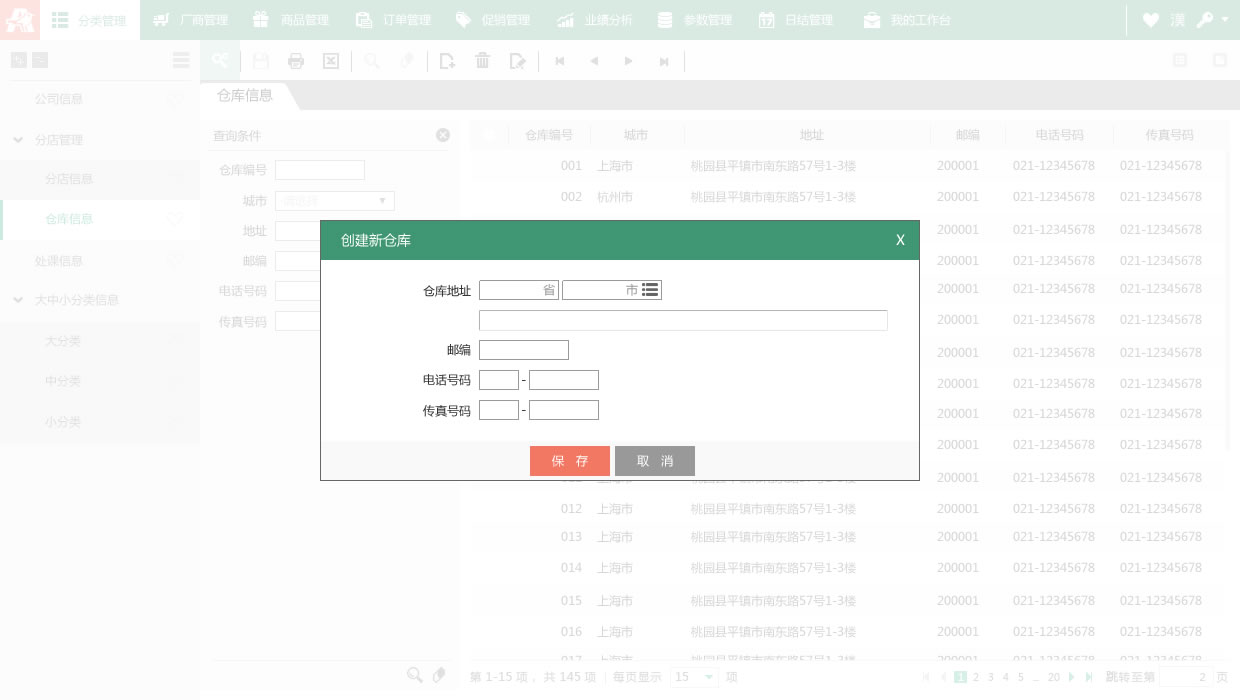 分类管理 厂商管理 商品管理 订单管理 促销管理 业绩分析 参数管理 日结管理 我的工作台 漢
公司信息
分店管理
分店信息
仓库信息
处课信息
大中小分类信息
大分类
中分类
小分类
仓库信息
查询条件
仓库编号
城市 请选择
地址
邮编
电话号码
传真号码
仓库编号 城市 地址 邮编 电话号码 传真号码
001 上海市 桃园县平镇市南东路57号1-3楼 200001 021-12345678 021-12345678
002 杭州市 桃园县平镇市南东路57号1-3楼 200001 021-12345678 021-12345678
200001 021-12345678 021-12345678
200001 021-12345678 021-12345678
200001 021-12345678 021-12345678
200001 021-12345678 021-12345678
200001 021-12345678 021-12345678
200001 021-12345678 021-12345678
200001 021-12345678 021-12345678
200001 021-12345678 021-12345678
200001 021-12345678 021-12345678
012 上海市 桃园县平镇市南东路57号1-3楼 200001 021-12345678 021-12345678
013 上海市 桃园县平镇市南东路57号1-3楼 200001 021-12345678 021-12345678
014 上海市 桃园县平镇市南东路57号1-3楼 200001 021-12345678 021-12345678
015 上海市 桃园县平镇市南东路57号1-3楼 200001 021-12345678 021-12345678
016 上海市 桃园县平镇市南东路57号1-3楼 200001 021-12345678 021-12345678
017 上海市 桃园县平镇市南东路57号1-3楼 200001 021-12345678 021-12345678
第 1-15 项， 共 145 项 每页显示 15 项 1 2 3 4 5 ... 20 跳转至第 2 页
创建新仓库 X
仓库地址 省 市
邮编
电话号码 -
传真号码 -
保 存 取 消